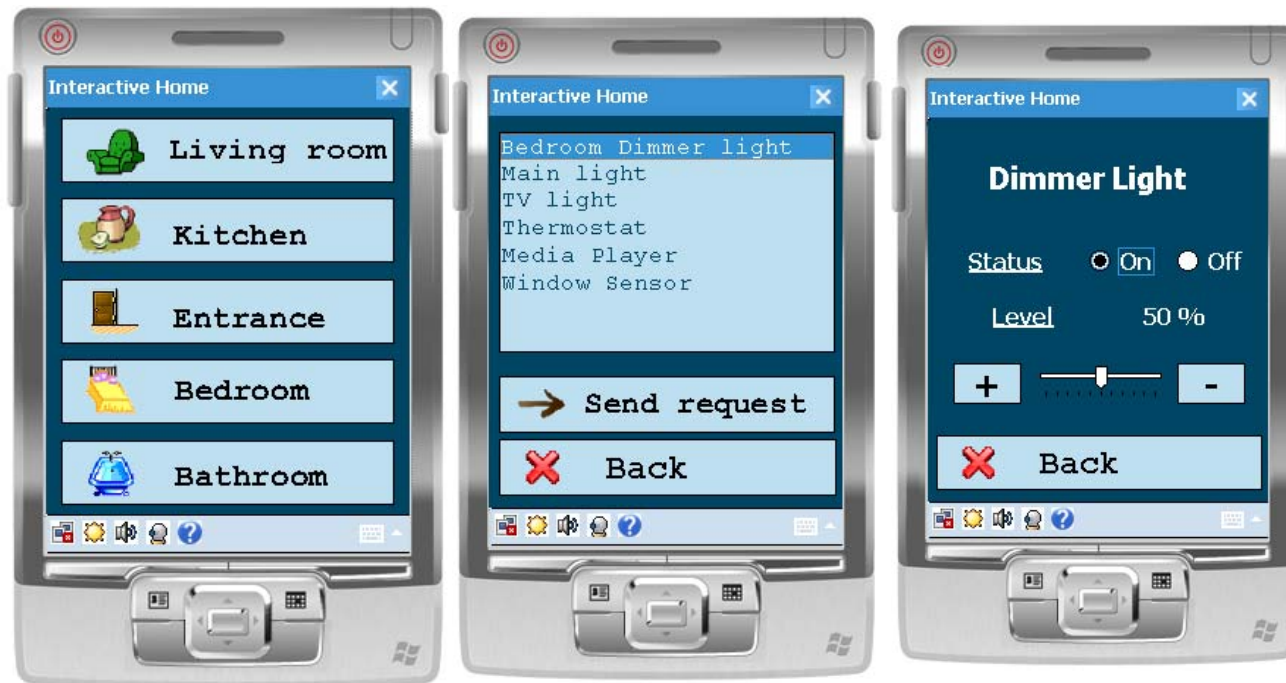 Interactive Home
Living room
Kitchen
Entrance
Bedroom
Bathroom
Interactive Home
Bedroom Dimmer light
Main light
TV light
Thermostat
Media Player
Window Sensor
Send request
Back
Interactive Home
Dimmer Light
Status On Off
Level 50 %
+ -
Back